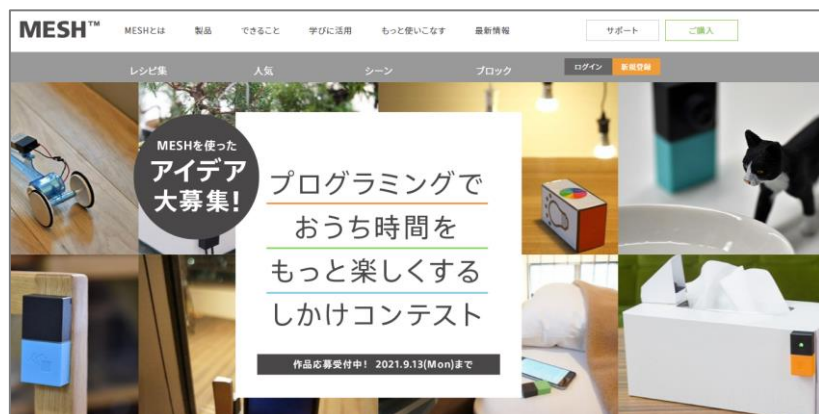 MESH™
MESHとは 製品 できること 学びに活用 もっと使いこなす 最新情報 サポート ご購入
レシピ集 人気 シーン ブロック ログイン 新規登録
MESHを使った
アイデア
大募集!
プログラミングで
おうち時間を
もっと楽しくする
しかけコンテスト
作品応募受付中! 2021.9.13(Mon)まで